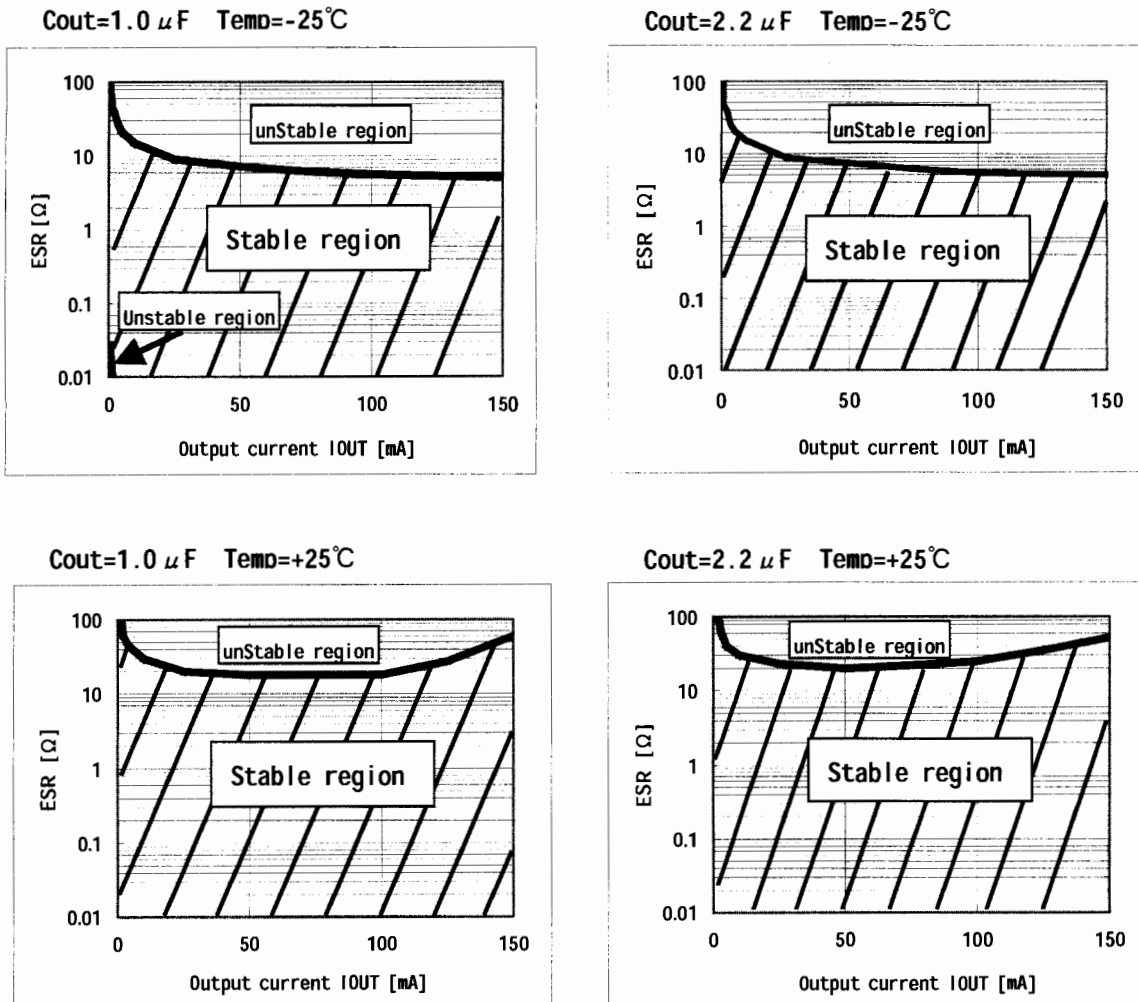 Cout=1.0 μF Temp=-25℃
100
10
1
0.1
0.01
ESR [Ω]
unStable region
Stable region
Unstable region
0 50 100 150
Output current IOUT [mA]
Cout=2.2 μF Temp=-25℃
100
10
1
0.1
0.01
ESR [Ω]
unStable region
Stable region
0 50 100 150
Output current IOUT [mA]
Cout=1.0 μF Temp=+25℃
100
10
1
0.1
0.01
ESR [Ω]
unStable region
Stable region
0 50 100 150
Output current IOUT [mA]
Cout=2.2 μF Temp=+25℃
100
10
1
0.1
0.01
ESR [Ω]
unStable region
Stable region
0 50 100 150
Output current IOUT [mA]